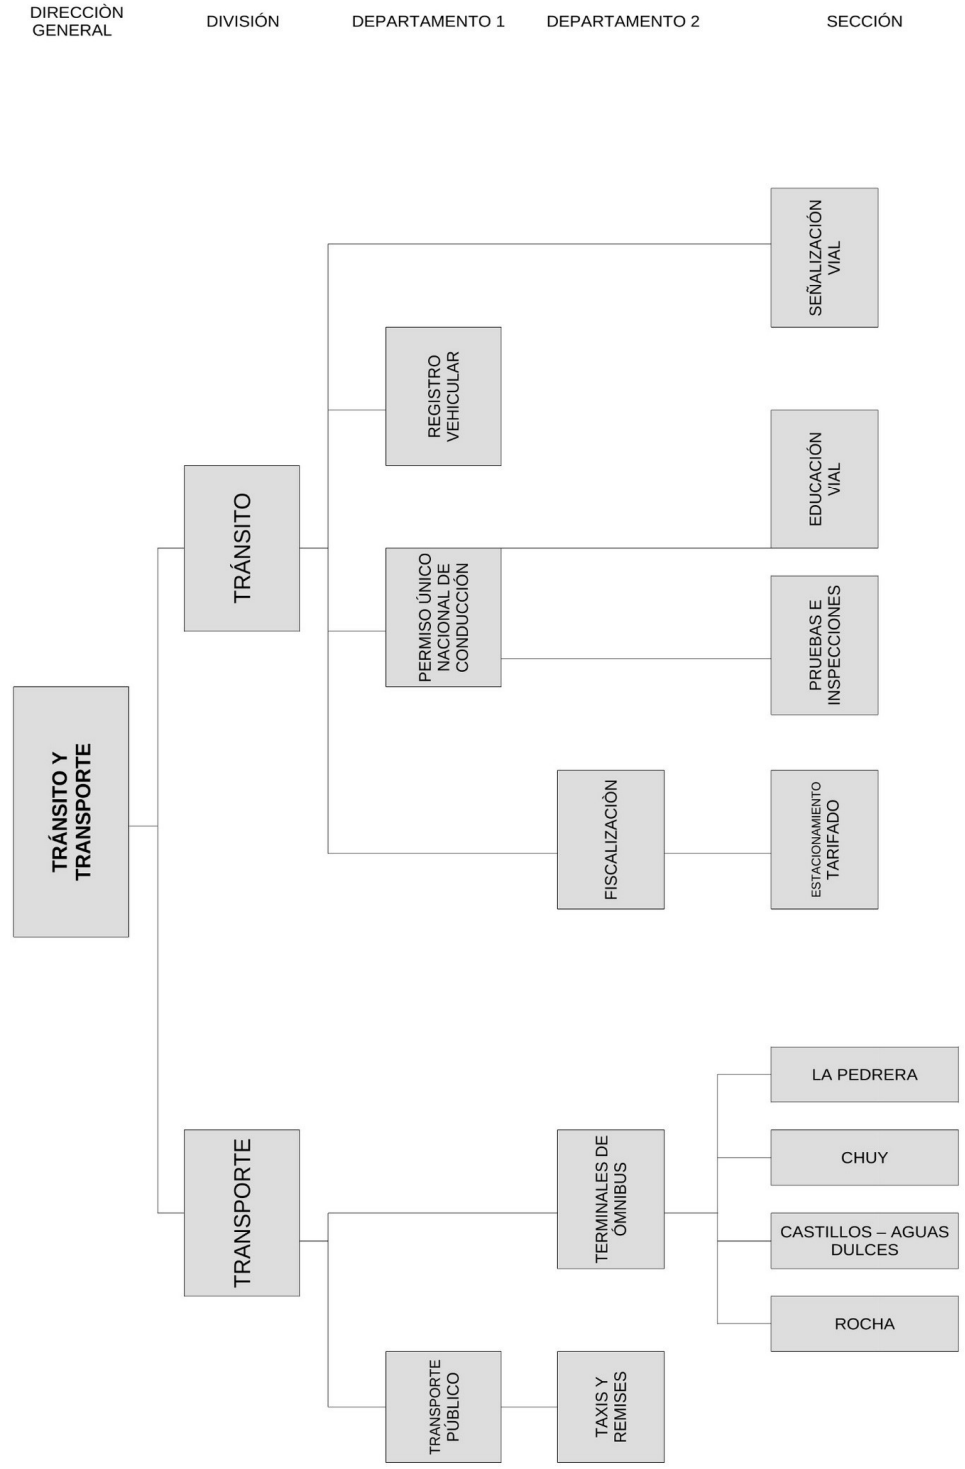 DIRECCIÒN
GENERAL
DIVISIÓN
DEPARTAMENTO 1
DEPARTAMENTO 2
SECCIÓN
SEÑALIZACIÓN
VIAL
REGISTRO
VEHICULAR
EDUCACIÓN
VIAL
TRÁNSITO
PERMISO ÚNICO
NACIONAL DE
CONDUCCIÓN
PRUEBAS E
INSPECCIONES
TRÁNSITO Y
TRANSPORTE
FISCALIZACIÒN
ESTACIONAMIENTO
TARIFADO
LA PEDRERA
TRANSPORTE
TERMINALES DE
ÓMNIBUS
CHUY
CASTILLOS – AGUAS
DULCES
ROCHA
TRANSPORTE
PÚBLICO
TAXIS Y
REMISES